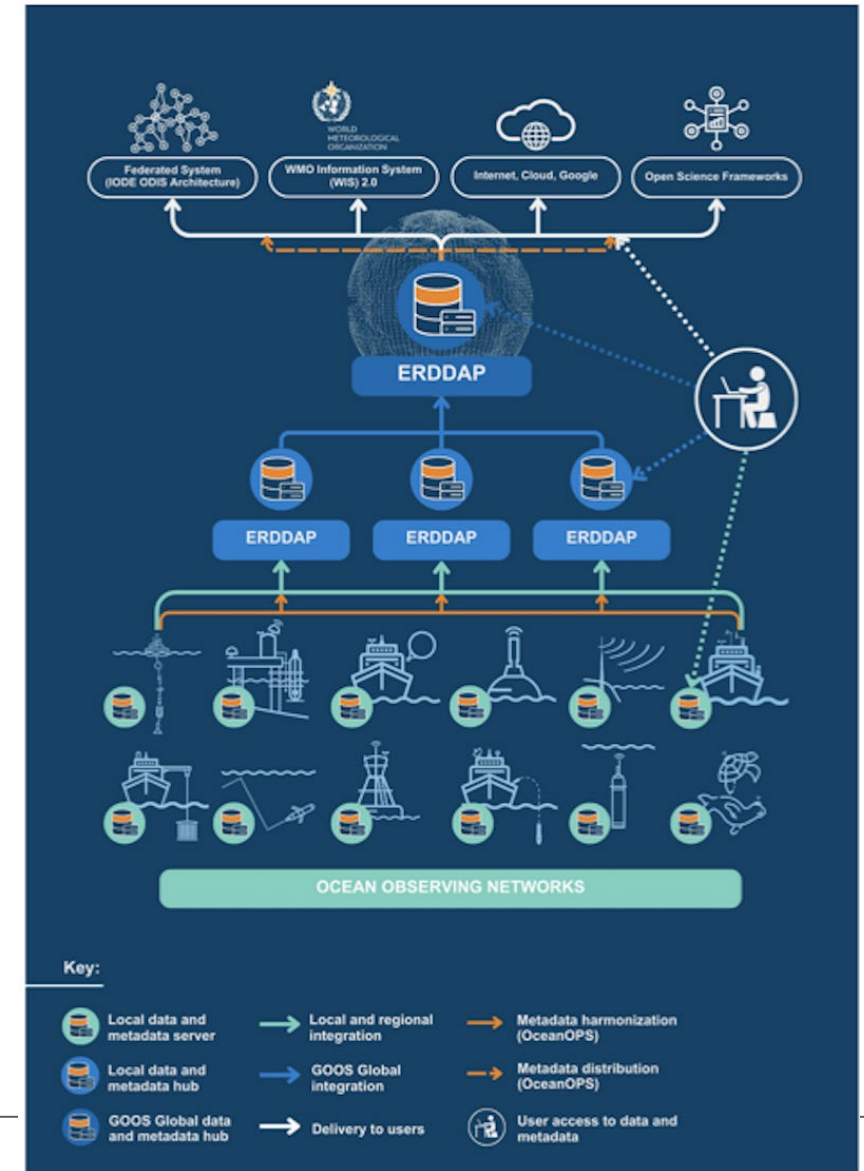 WORLD
METEOROLOGICAL
ORGANIZATION
Federated System
(IODE ODIS Architecture)
WMO Information System
(WIS) 2.0
Internet, Cloud, Google
Open Science Frameworks
ERDDAP
ERDDAP
ERDDAP
ERDDAP
OCEAN OBSERVING NETWORKS
Key:
Local data and
metadata server
Local and regional
integration
Metadata harmonization
(OceanOPS)
Local data and
metadata hub
GOOS Global
integration
Metadata distribution
(OceanOPS)
GOOS Global data
and metadata hub
Delivery to users
User access to data and
metadata